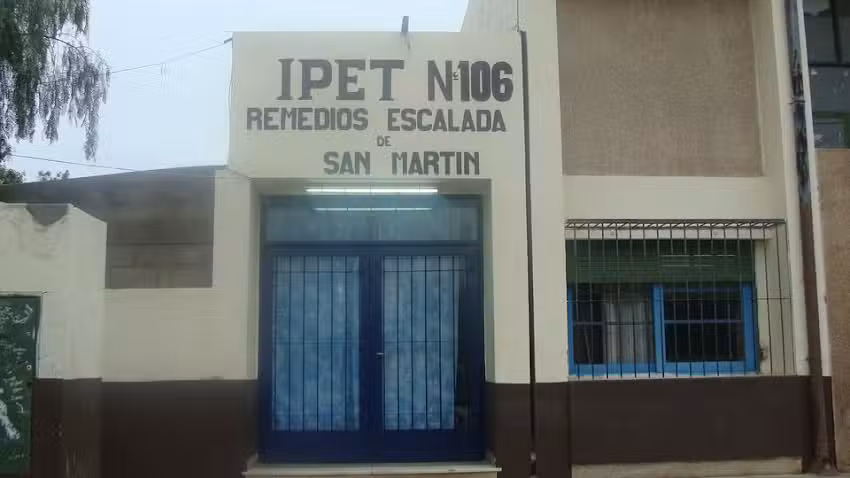 IPET Nº106
REMEDIOS ESCALADA
DE
SAN MARTIN